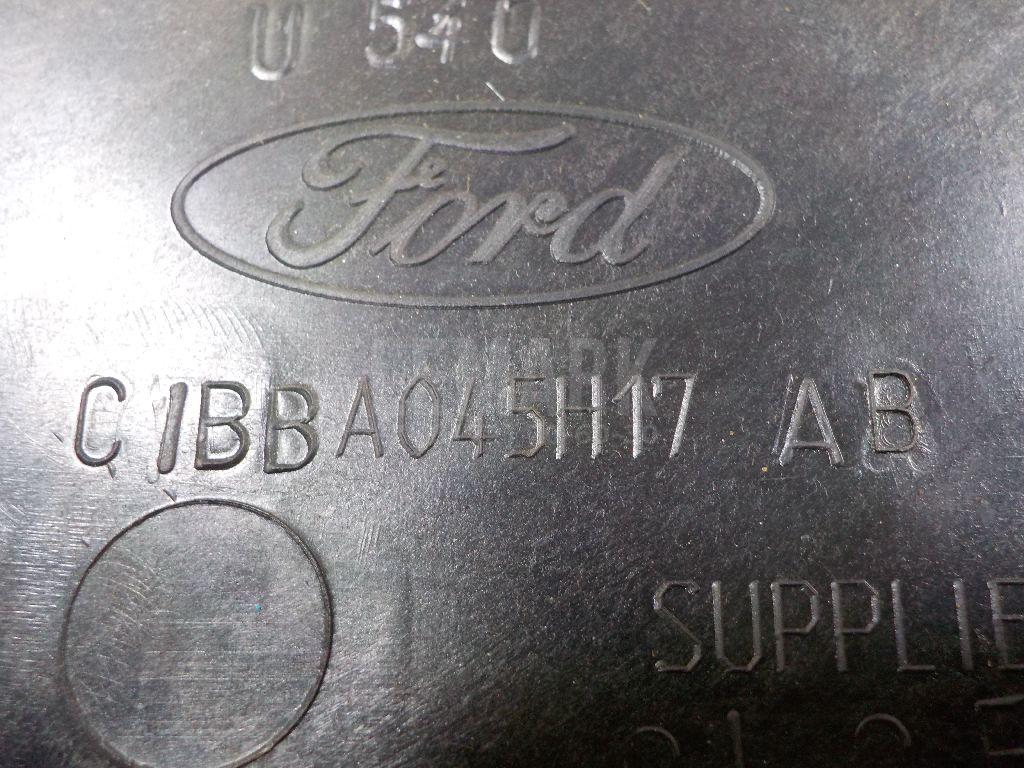 U 540
Ford
C1BBA045H17 AB
SUPPLIE